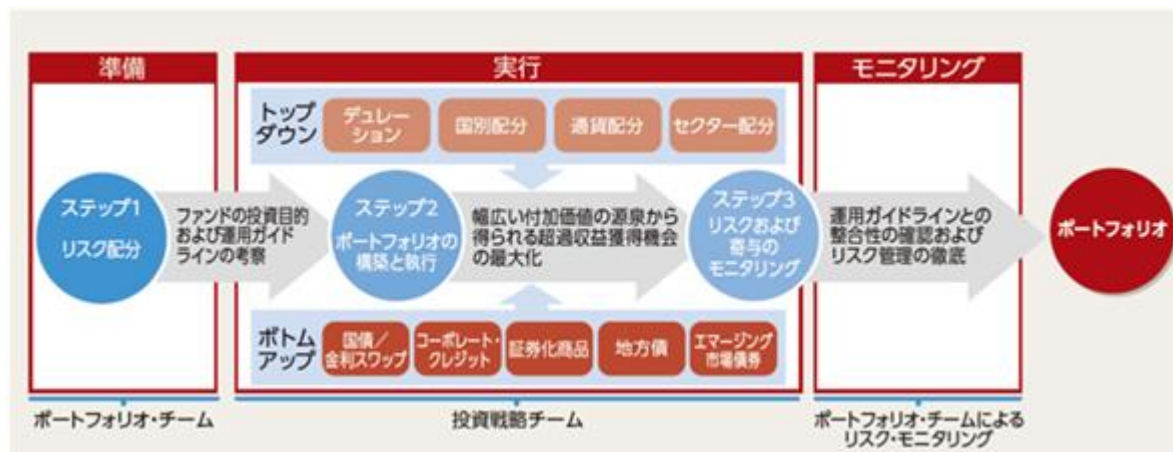 準備
実行
モニタリング
トップ
ダウン
デュレー
ション
国別配分
通貨配分
セクター配分
ステップ1
リスク配分
ファンドの投資目的
および運用ガイド
ラインの考察
ステップ2
ポートフォリオの
構築と執行
幅広い付加価値の源泉から
得られる超過収益獲得機会
の最大化
ステップ3
リスクおよび
寄与の
モニタリング
運用ガイドラインとの
整合性の確認および
リスク管理の徹底
ポートフォリオ
ボトム
アップ
国債/
金利スワップ
コーポレート・
クレジット
証券化商品
地方債
エマージング
市場債券
ポートフォリオ・チーム
投資戦略チーム
ポートフォリオ・チームによる
リスク・モニタリング